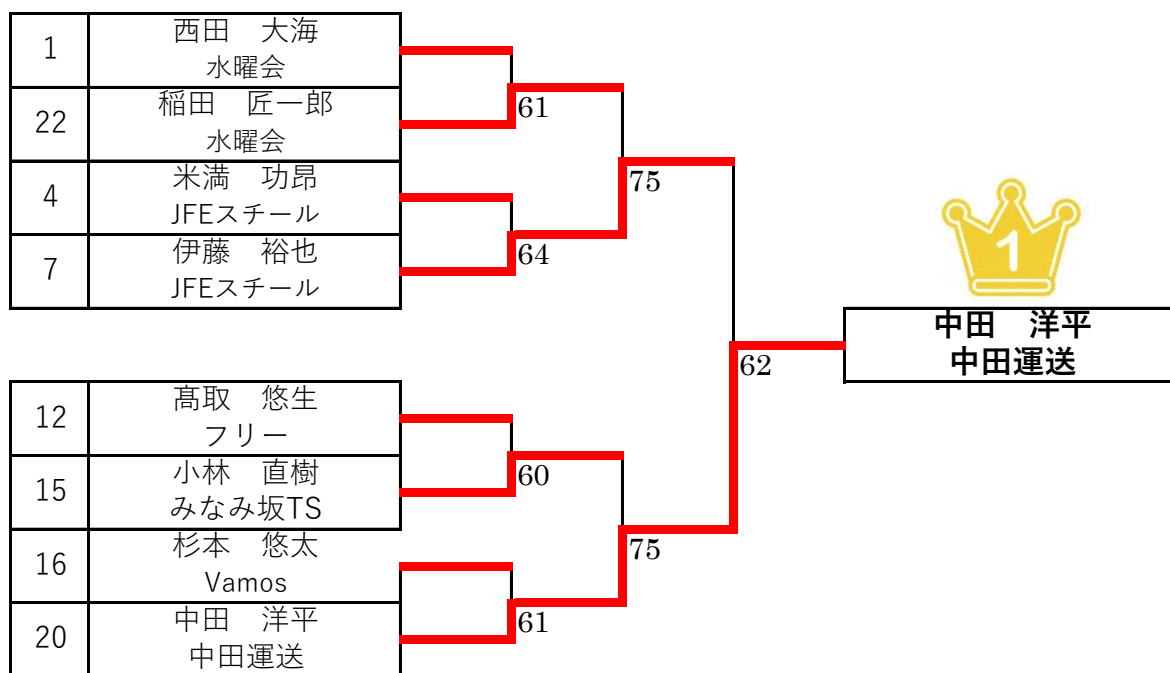 1
西田　大海
水曜会
22
稲田　匠一郎
水曜会
61
4
米満　功昂
JFEスチール
7
伊藤　裕也
JFEスチール
64
75
1
中田　洋平
中田運送
62
12
髙取　悠生
フリー
15
小林　直樹
みなみ坂TS
60
16
杉本　悠太
Vamos
20
中田　洋平
中田運送
61
75